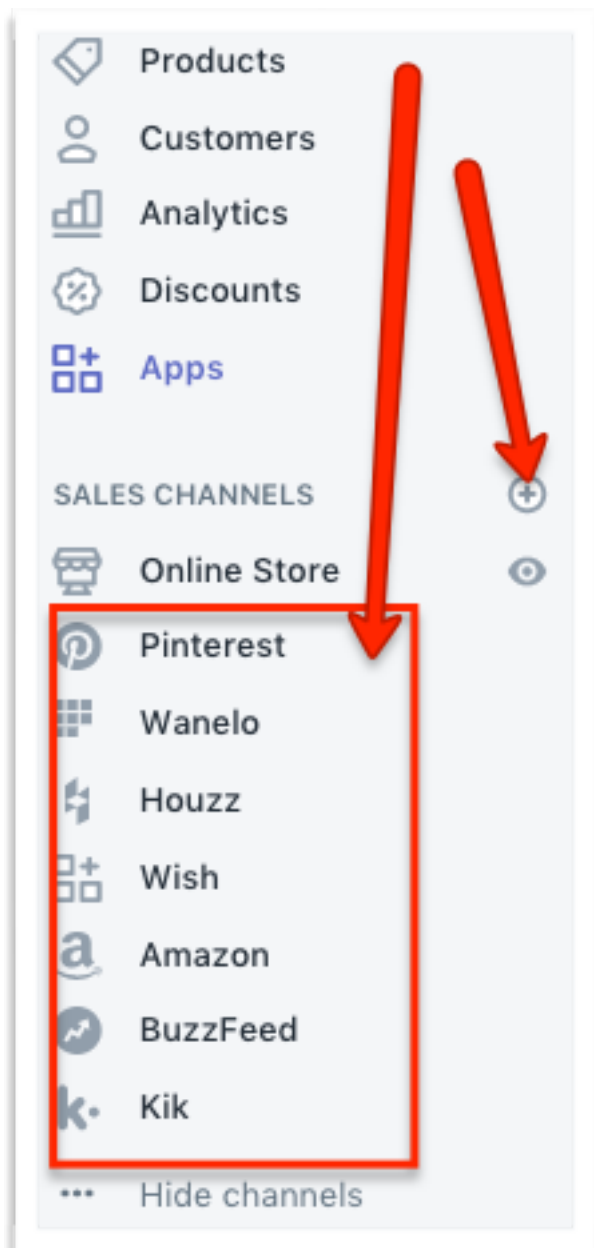 Products
Customers
Analytics
Discounts
Apps
SALES CHANNELS
Online Store
Pinterest
Wanelo
Houzz
Wish
Amazon
BuzzFeed
Kik
Hide channels